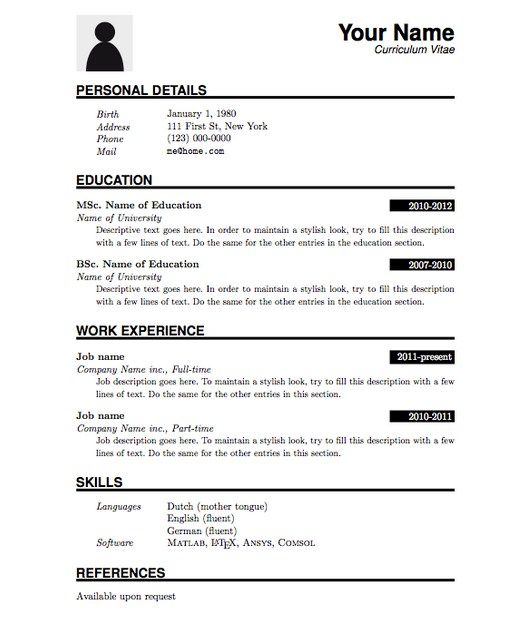 Your Name
Curriculum Vitae
PERSONAL DETAILS
Birth January 1, 1980
Address 111 First St, New York
Phone (123) 000-0000
Mail me@home.com
EDUCATION
MSc. Name of Education 2010-2012
Name of University
Descriptive text goes here. In order to maintain a stylish look, try to fill this description
with a few lines of text. Do the same for the other entries in the education section.
BSc. Name of Education 2007-2010
Name of University
Descriptive text goes here. In order to maintain a stylish look, try to fill this description
with a few lines of text. Do the same for the other entries in the education section.
WORK EXPERIENCE
Job name 2011-present
Company Name inc., Full-time
Job description goes here. To maintain a stylish look, try to fill this description with a few
lines of text. Do the same for the other entries in this section.
Job name 2010-2011
Company Name inc., Part-time
Job description goes here. To maintain a stylish look, try to fill this description with a few
lines of text. Do the same for the other entries in this section.
SKILLS
Languages Dutch (mother tongue)
English (fluent)
German (fluent)
Software MATLAB, LATEX, ANSYS, COMSOL
REFERENCES
Available upon request